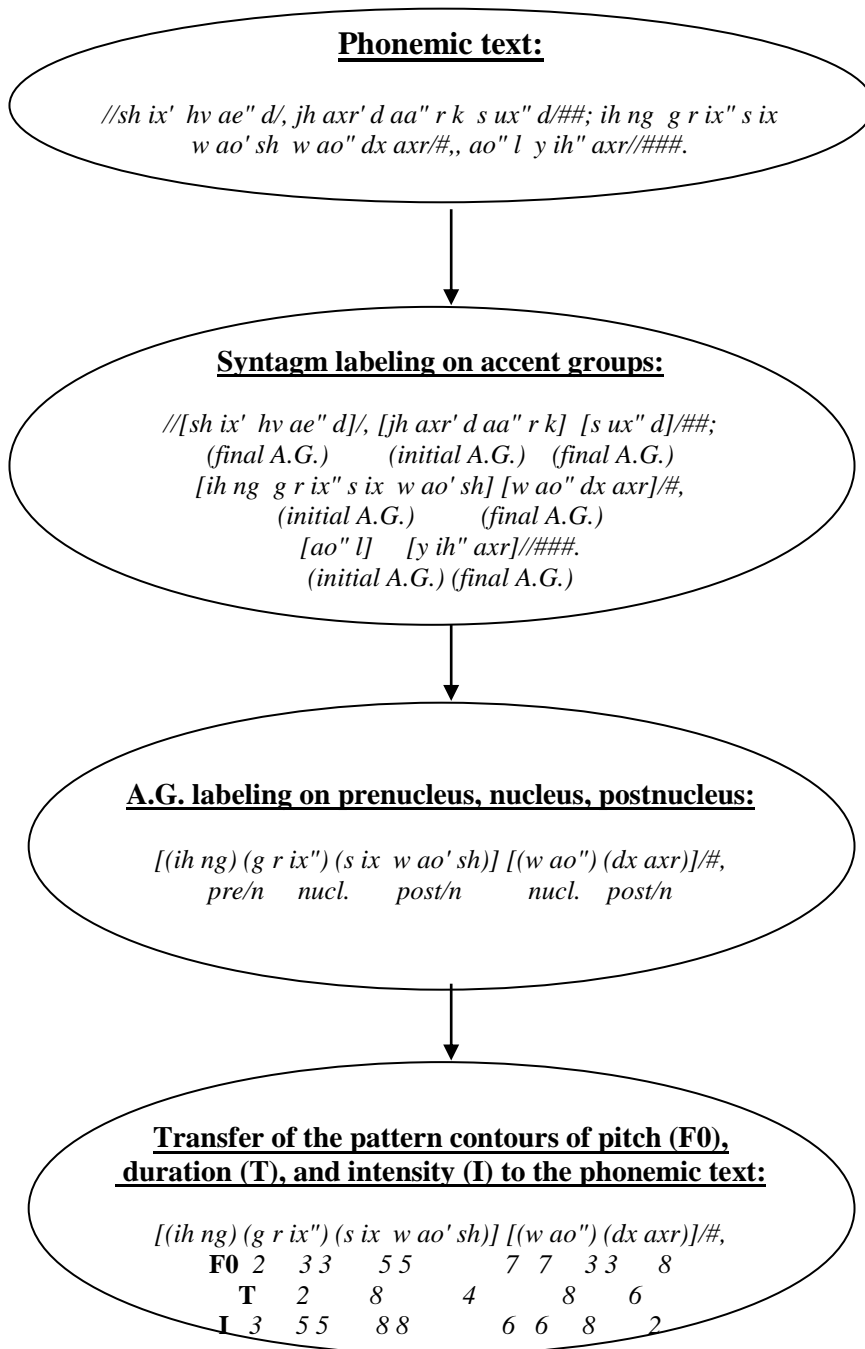 Phonemic text:
//sh ix' hv ae" d/, jh axr' d aa" r k s ux" d/##; ih ng g r ix" s ix
w ao' sh w ao" dx axr/#,, ao" l y ih" axr//###.
Syntagm labeling on accent groups:
//[sh ix' hv ae" d]/, [jh axr' d aa" r k] [s ux" d]/##;
(final A.G.) (initial A.G.) (final A.G.)
[ih ng g r ix" s ix w ao' sh] [w ao" dx axr]/#,
(initial A.G.) (final A.G.)
[ao" l] [y ih" axr]//###.
(initial A.G.) (final A.G.)
A.G. labeling on prenucleus, nucleus, postnucleus:
[(ih ng) (g r ix") (s ix w ao' sh)] [(w ao") (dx axr)]/#,
pre/n nucl. post/n nucl. post/n
Transfer of the pattern contours of pitch (F0),
duration (T), and intensity (I) to the phonemic text:
[(ih ng) (g r ix") (s ix w ao' sh)] [(w ao") (dx axr)]/#,
F0 2 3 3 5 5 7 7 3 3 8
T 2 8 4 8 6
I 3 5 5 8 8 6 6 8 2